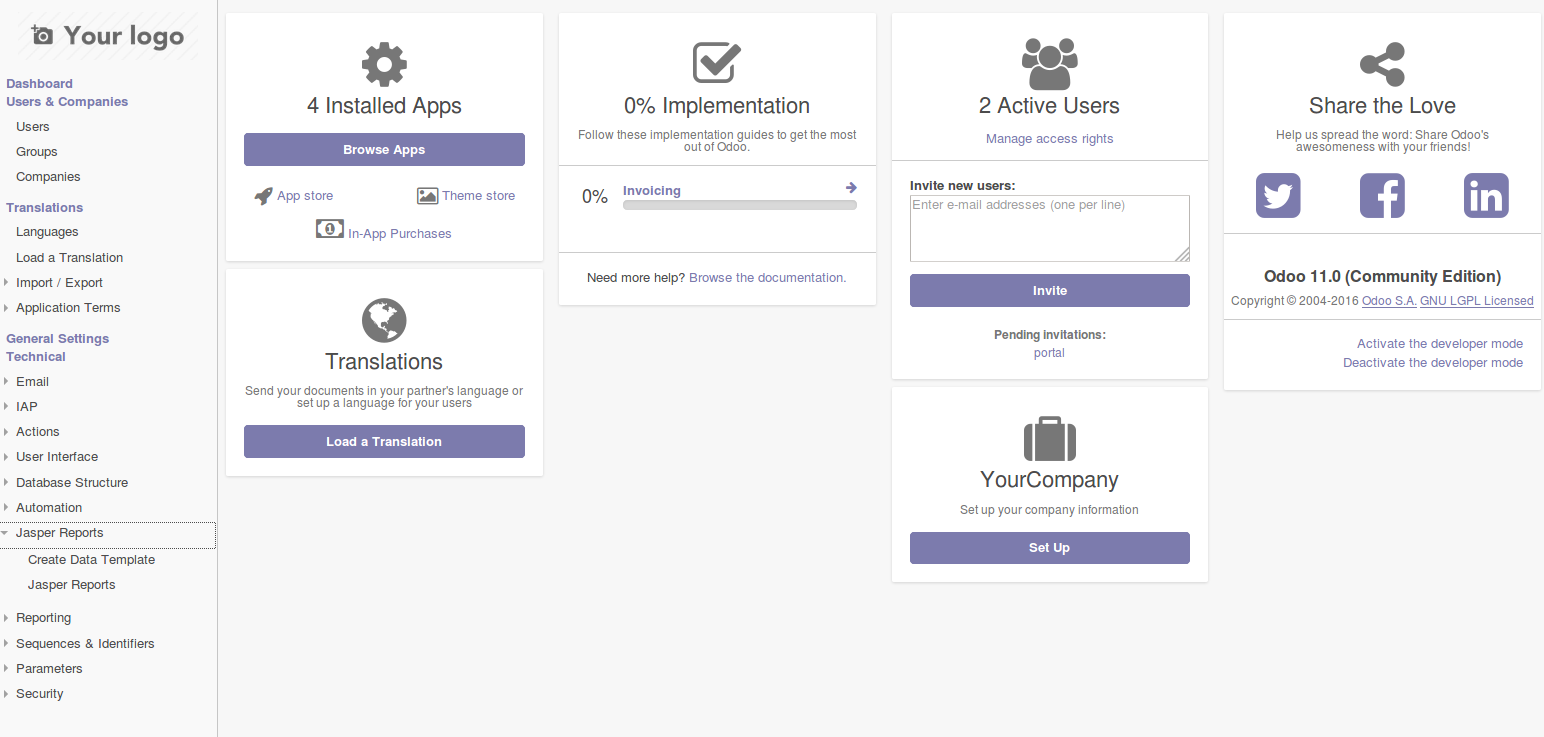 Your logo
Dashboard
Users & Companies
Users
Groups
Companies
Translations
Languages
Load a Translation
Import / Export
Application Terms
General Settings
Technical
Email
IAP
Actions
User Interface
Database Structure
Automation
Jasper Reports
Create Data Template
Jasper Reports
Reporting
Sequences & Identifiers
Parameters
Security
4 Installed Apps
Browse Apps
App store
Theme store
1
In-App Purchases
Translations
Send your documents in your partner's language or
set up a language for your users
Load a Translation
0% Implementation
Follow these implementation guides to get the most
out of Odoo.
0%
Invoicing
Need more help? Browse the documentation.
2 Active Users
Manage access rights
Invite new users:
Enter e-mail addresses (one per line)
Invite
Pending invitations:
portal
YourCompany
Set up your company information
Set Up
Share the Love
Help us spread the word: Share Odoo's
awesomeness with your friends!
f
in
Odoo 11.0 (Community Edition)
Copyright © 2004-2016 Odoo S.A. GNU LGPL Licensed
Activate the developer mode
Deactivate the developer mode